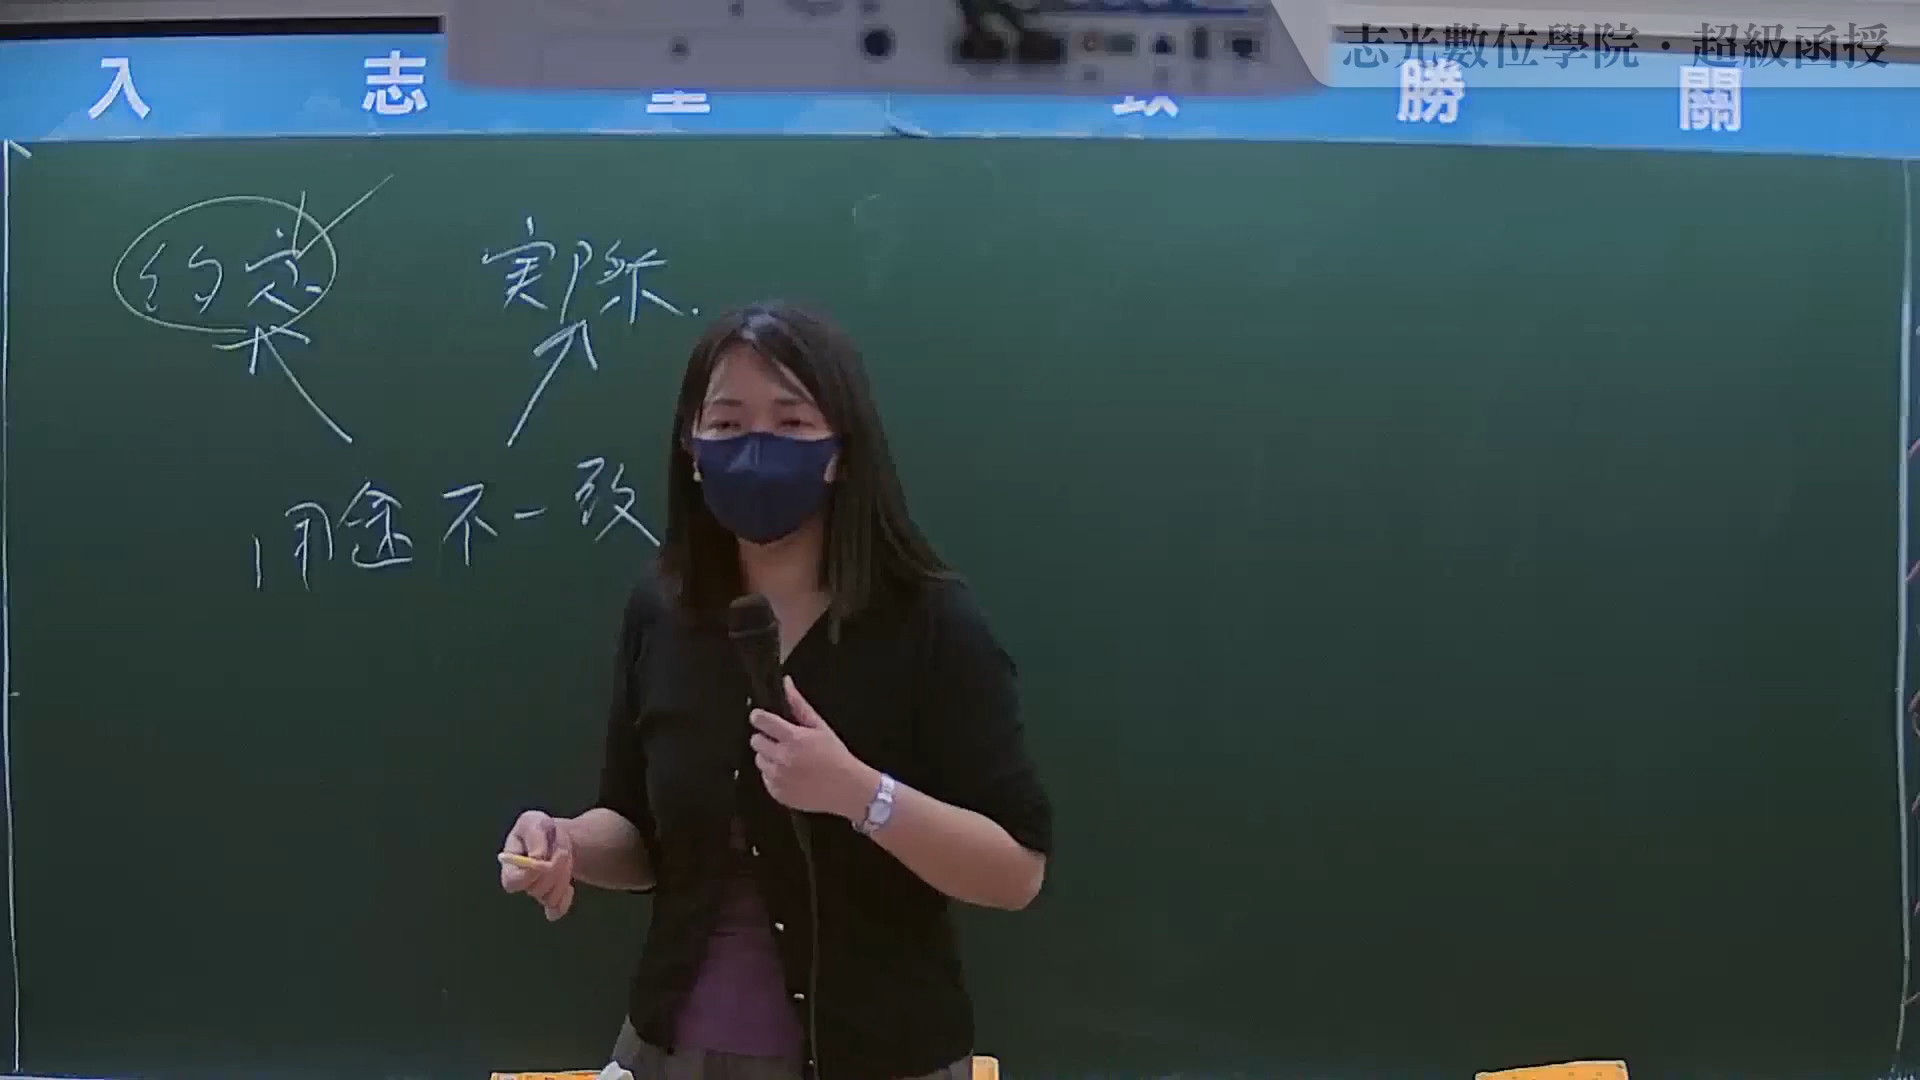 志光數位學院・超級函授
入 志 勝 關
約定 實際.
用途不一致